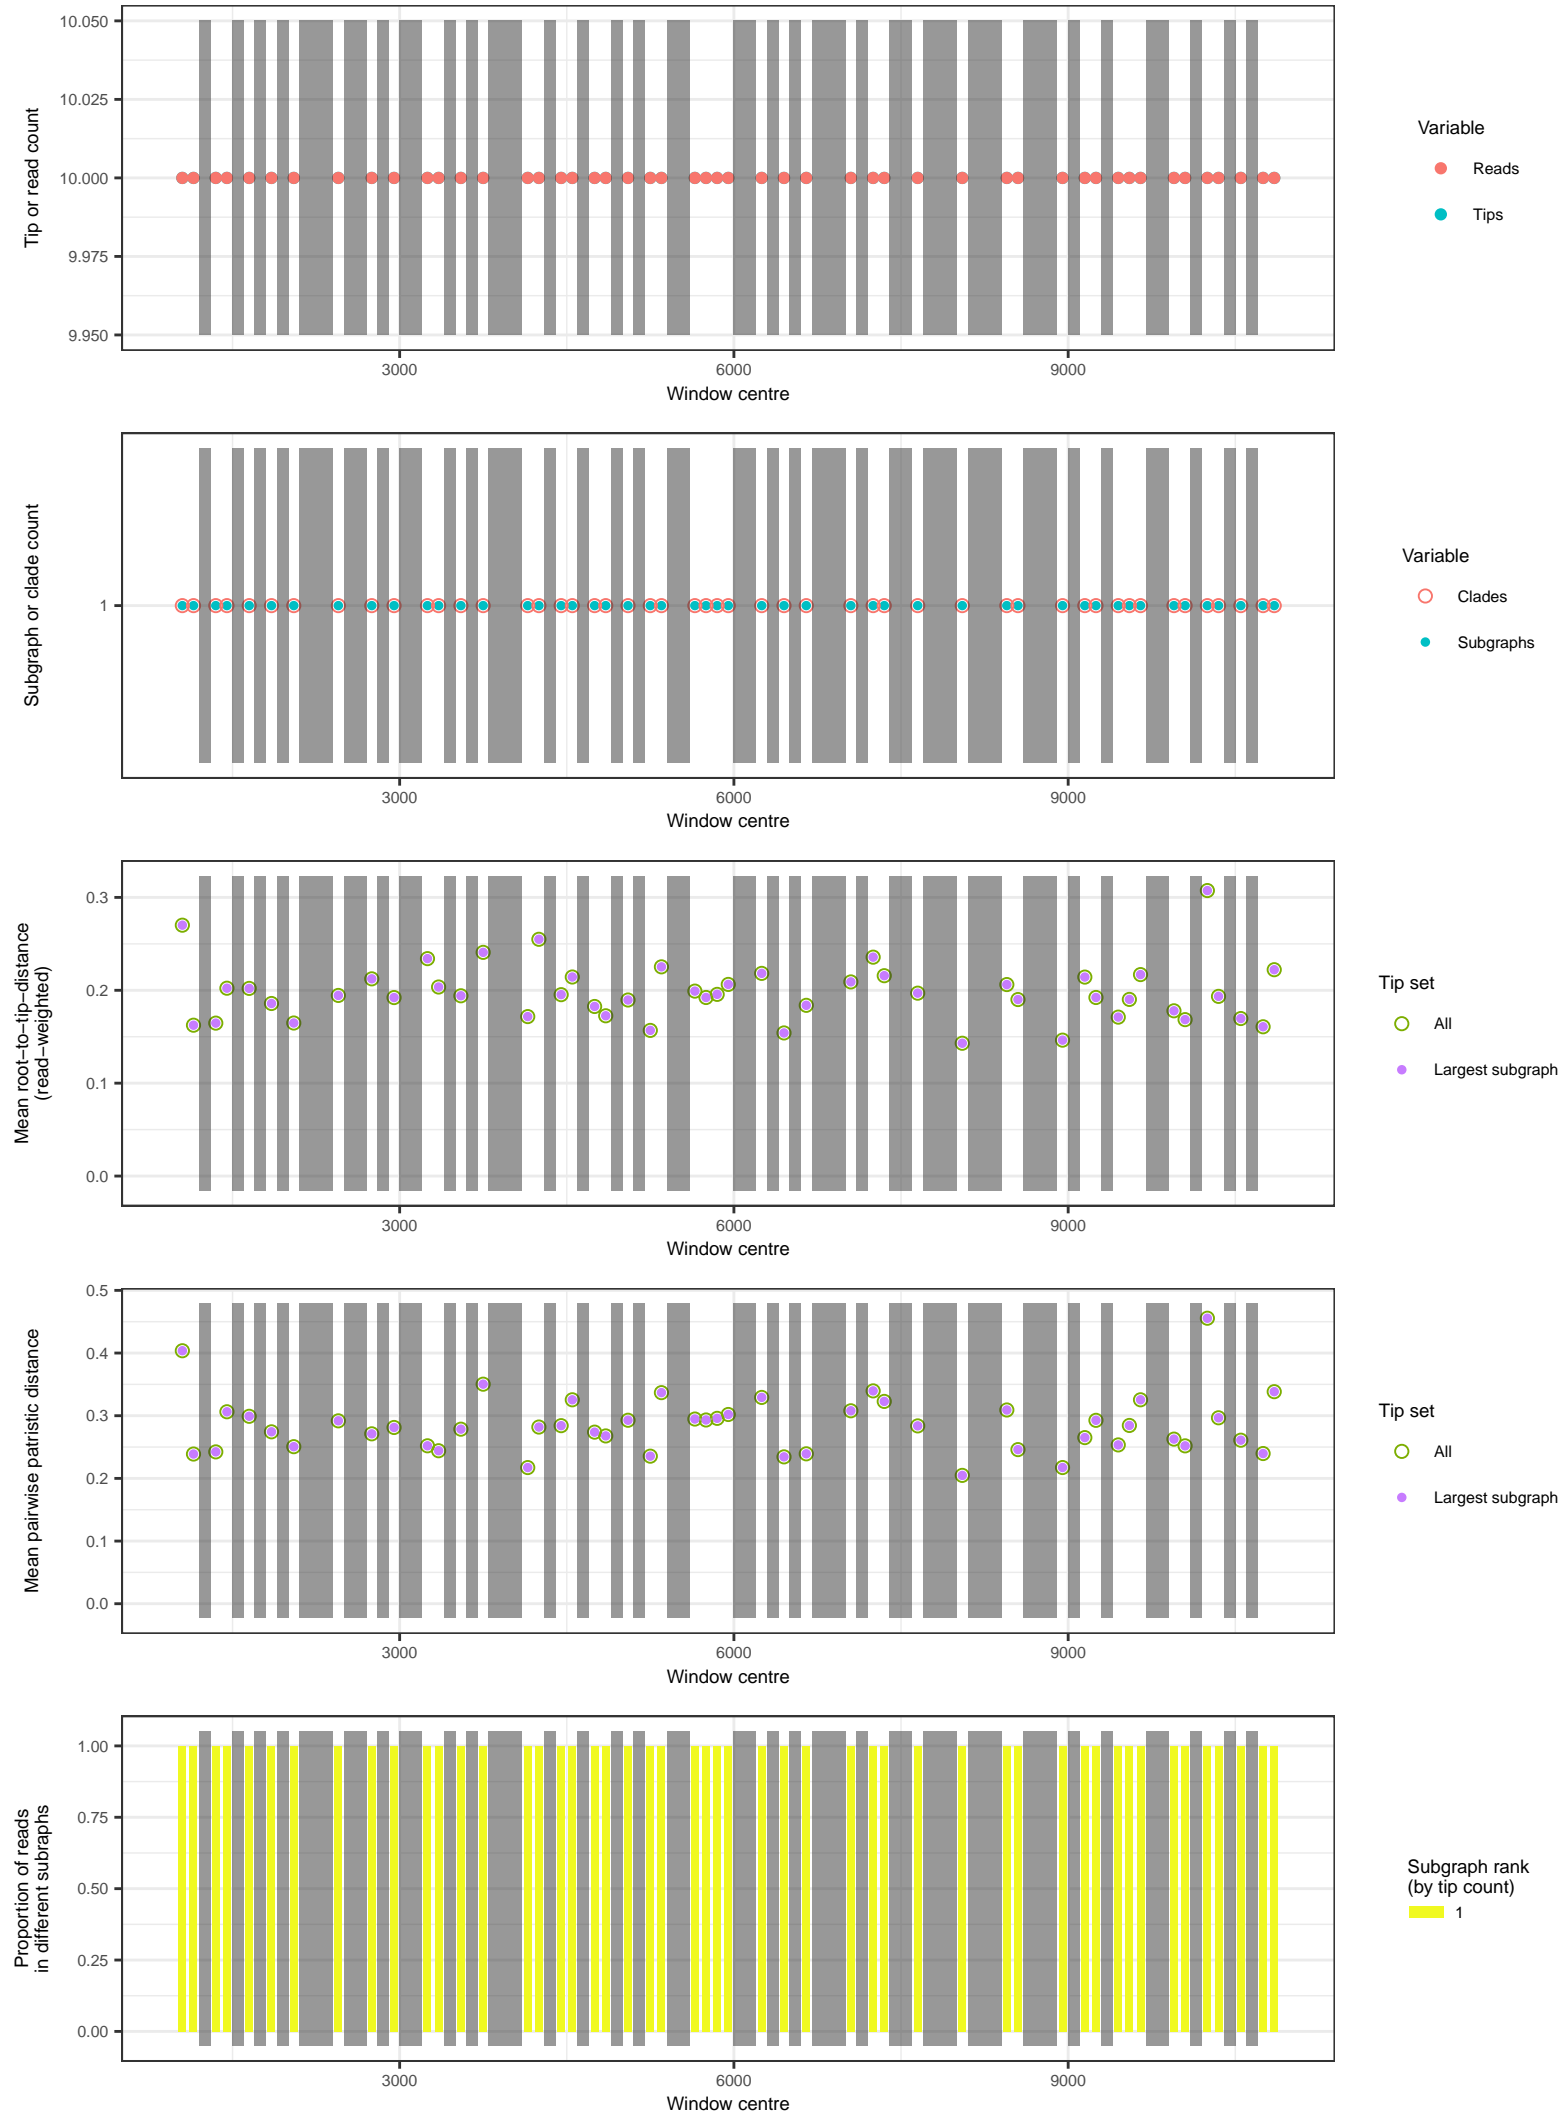 10.050
10.025
10.000
9.975
9.950
Tip or read count
3000 6000 9000
Window centre
Variable
Reads
Tips
1
Subgraph or clade count
3000 6000 9000
Window centre
Variable
Clades
Subgraphs
0.3
0.2
0.1
0.0
Mean root−to−tip−distance
(read−weighted)
3000 6000 9000
Window centre
Tip set
All
Largest subgraph
0.5
0.4
0.3
0.2
0.1
0.0
Mean pairwise patristic distance
3000 6000 9000
Window centre
Tip set
All
Largest subgraph
1.00
0.75
0.50
0.25
0.00
Proportion of reads
in different subraphs
3000 6000 9000
Window centre
Subgraph rank
(by tip count)
1